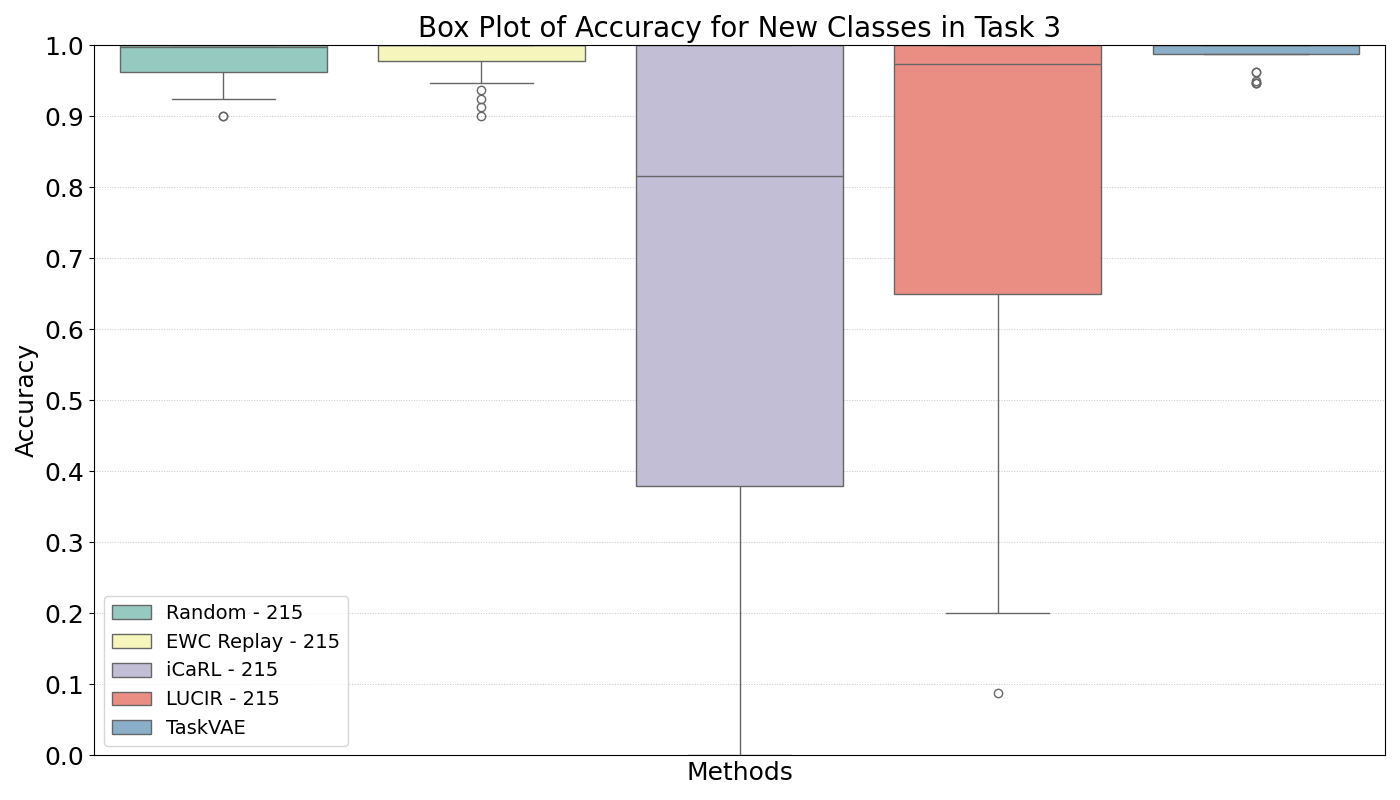 Box Plot of Accuracy for New Classes in Task 3
1.0
0.9
0.8
0.7
0.6
0.5
0.4
0.3
0.2
0.1
0.0
Accuracy
Random - 215
EWC Replay - 215
iCaRL - 215
LUCIR - 215
TaskVAE
Methods